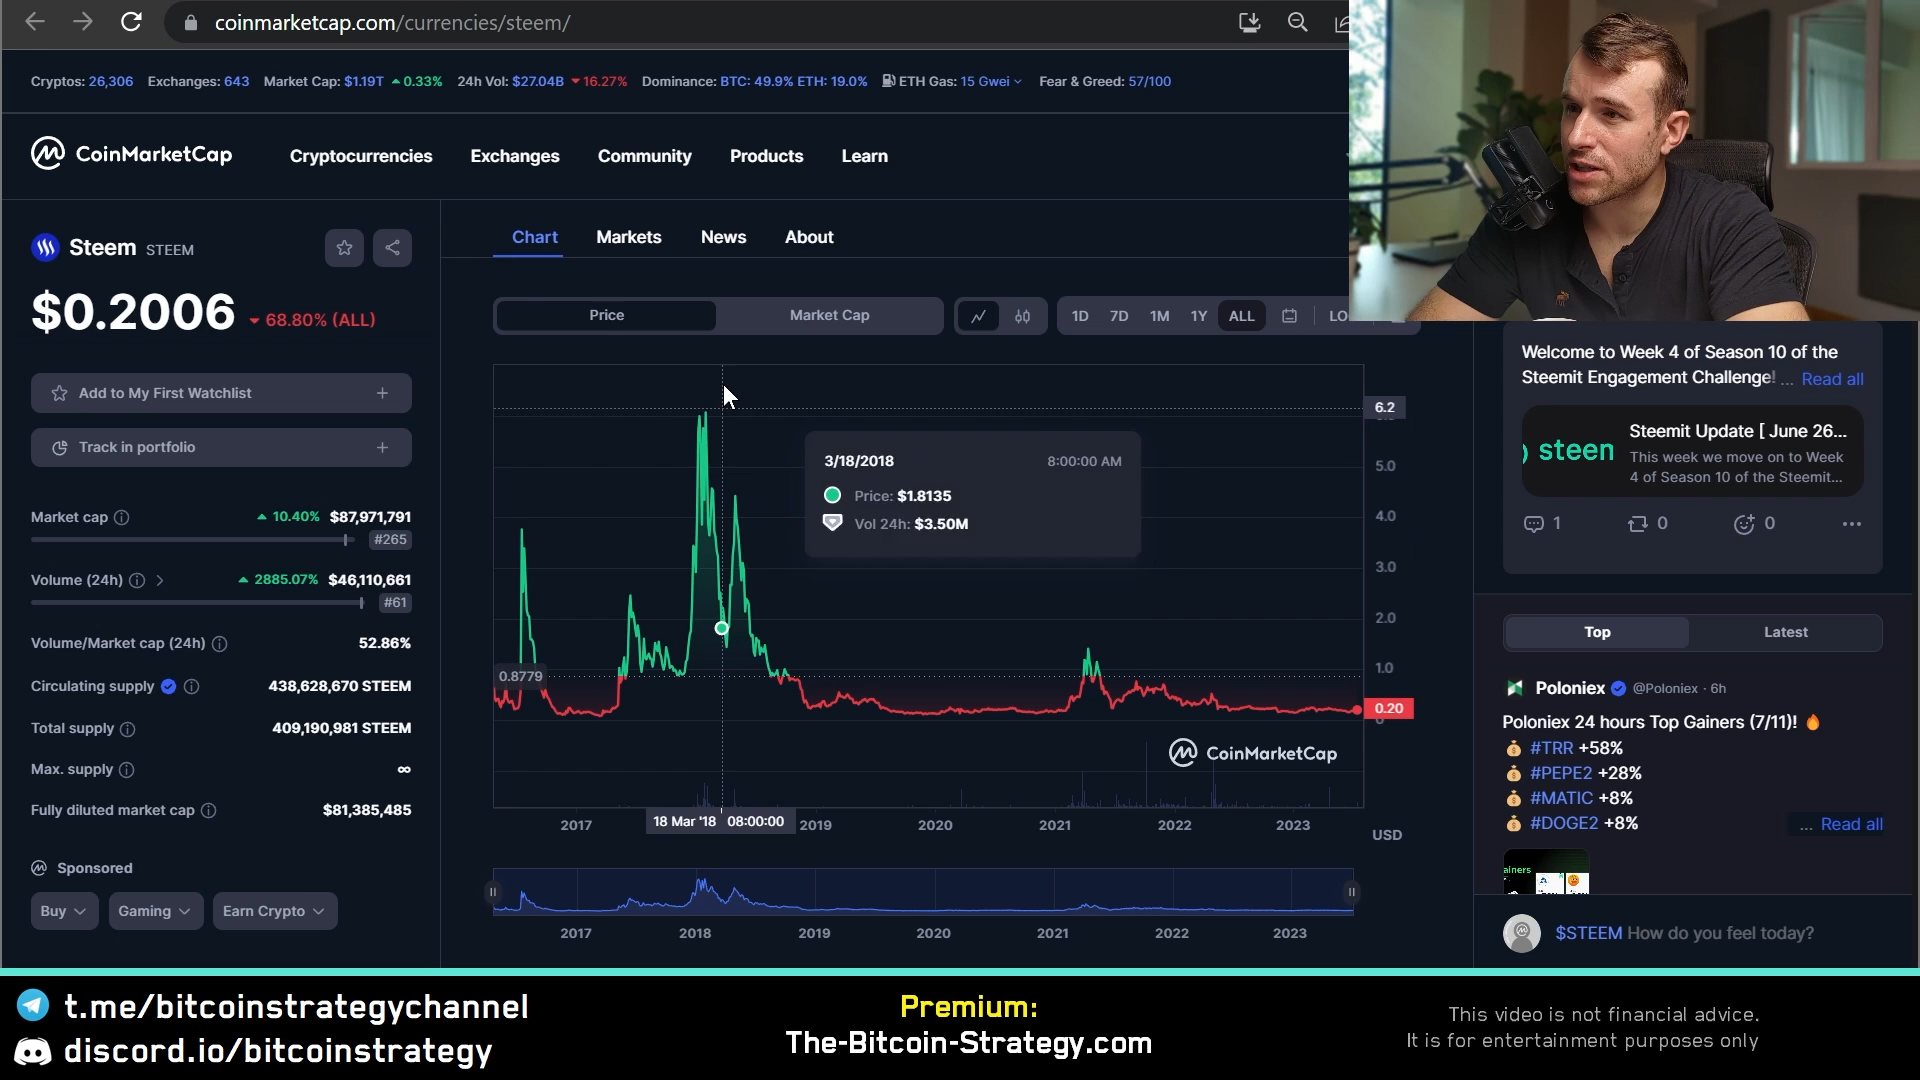 coinmarketcap.com/currencies/steem/
Cryptos: 26,306 Exchanges: 643 Market Cap: $1.19T 0.33% 24h Vol: $27.04B 16.27% Dominance: BTC: 49.9% ETH: 19.0% ETH Gas: 15 Gwei Fear & Greed: 57/100
CoinMarketCap Cryptocurrencies Exchanges Community Products Learn
Steem STEEM
$0.2006 68.80% (ALL)
Add to My First Watchlist +
Track in portfolio +
Market cap 10.40% $87,971,791
#265
Volume (24h) 2885.07% $46,110,661
#61
Volume/Market cap (24h) 52.86%
Circulating supply 438,628,670 STEEM
Total supply 409,190,981 STEEM
Max. supply ∞
Fully diluted market cap $81,385,485
Sponsored
Buy Gaming Earn Crypto
Chart Markets News About
Price Market Cap 1D 7D 1M 1Y ALL LO
6.2
5.0
4.0
3.0
2.0
1.0
0.20
0
0.8779
3/18/2018 8:00:00 AM
Price: $1.8135
Vol 24h: $3.50M
CoinMarketCap
2017 18 Mar '18 08:00:00 2019 2020 2021 2022 2023 USD
2017 2018 2019 2020 2021 2022 2023
Welcome to Week 4 of Season 10 of the
Steemit Engagement Challenge! ... Read all
steen
Steemit Update [ June 26...
This week we move on to Week
4 of Season 10 of the Steemit...
1 0 0
Top Latest
Poloniex @Poloniex · 6h
Poloniex 24 hours Top Gainers (7/11)! 🔥
💰 #TRR +58%
💰 #PEPE2 +28%
💰 #MATIC +8%
💰 #DOGE2 +8% ... Read all
ainers
$STEEM How do you feel today?
t.me/bitcoinstrategychannel
discord.io/bitcoinstrategy
Premium:
The-Bitcoin-Strategy.com
This video is not financial advice.
It is for entertainment purposes only